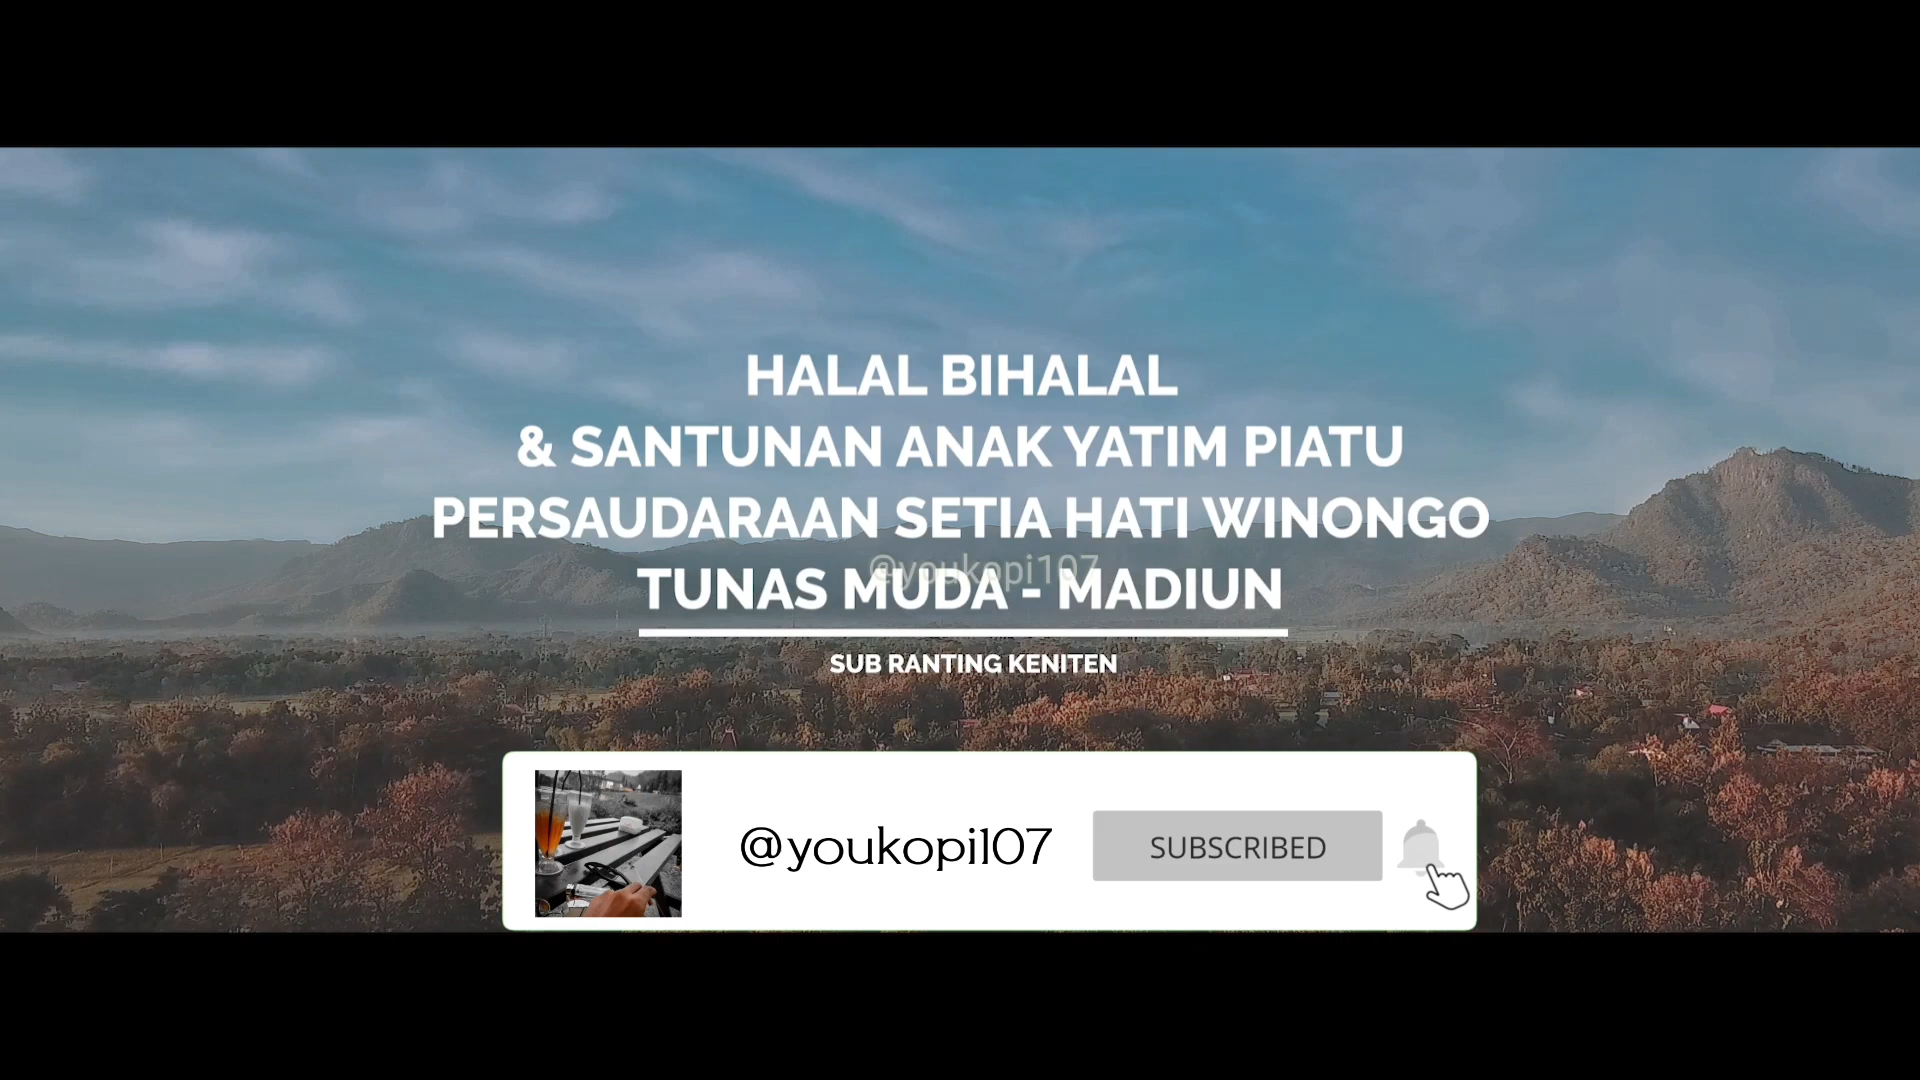 HALAL BIHALAL
& SANTUNAN ANAK YATIM PIATU
PERSAUDARAAN SETIA HATI WINONGO
@youkopi107
TUNAS MUDA - MADIUN
SUB RANTING KENITEN
@youkopi107
SUBSCRIBED